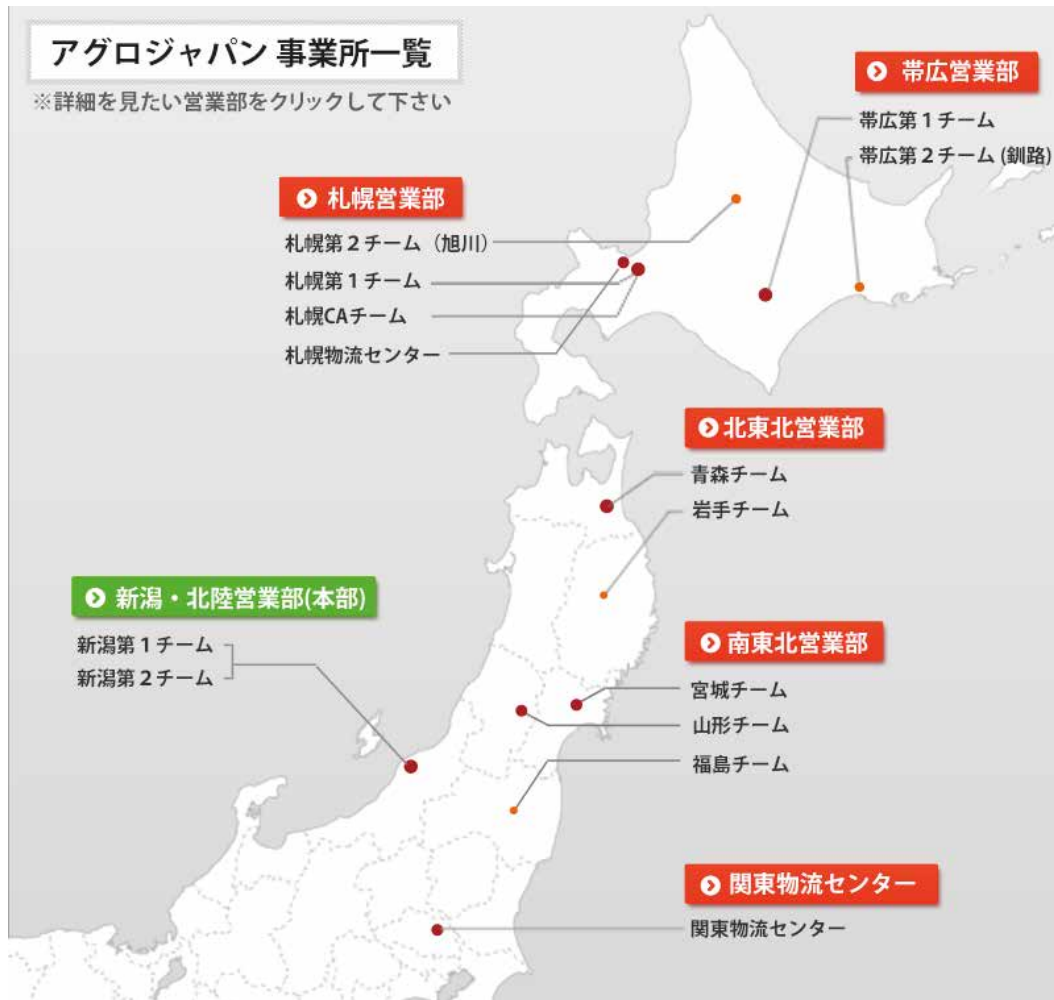 アグロジャパン 事業所一覧
※詳細を見たい営業部をクリックして下さい
帯広営業部
帯広第1チーム
帯広第2チーム(釧路)
札幌営業部
札幌第2チーム（旭川）
札幌第1チーム
札幌CAチーム
札幌物流センター
北東北営業部
青森チーム
岩手チーム
新潟・北陸営業部(本部)
新潟第1チーム
新潟第2チーム
南東北営業部
宮城チーム
山形チーム
福島チーム
関東物流センター
関東物流センター